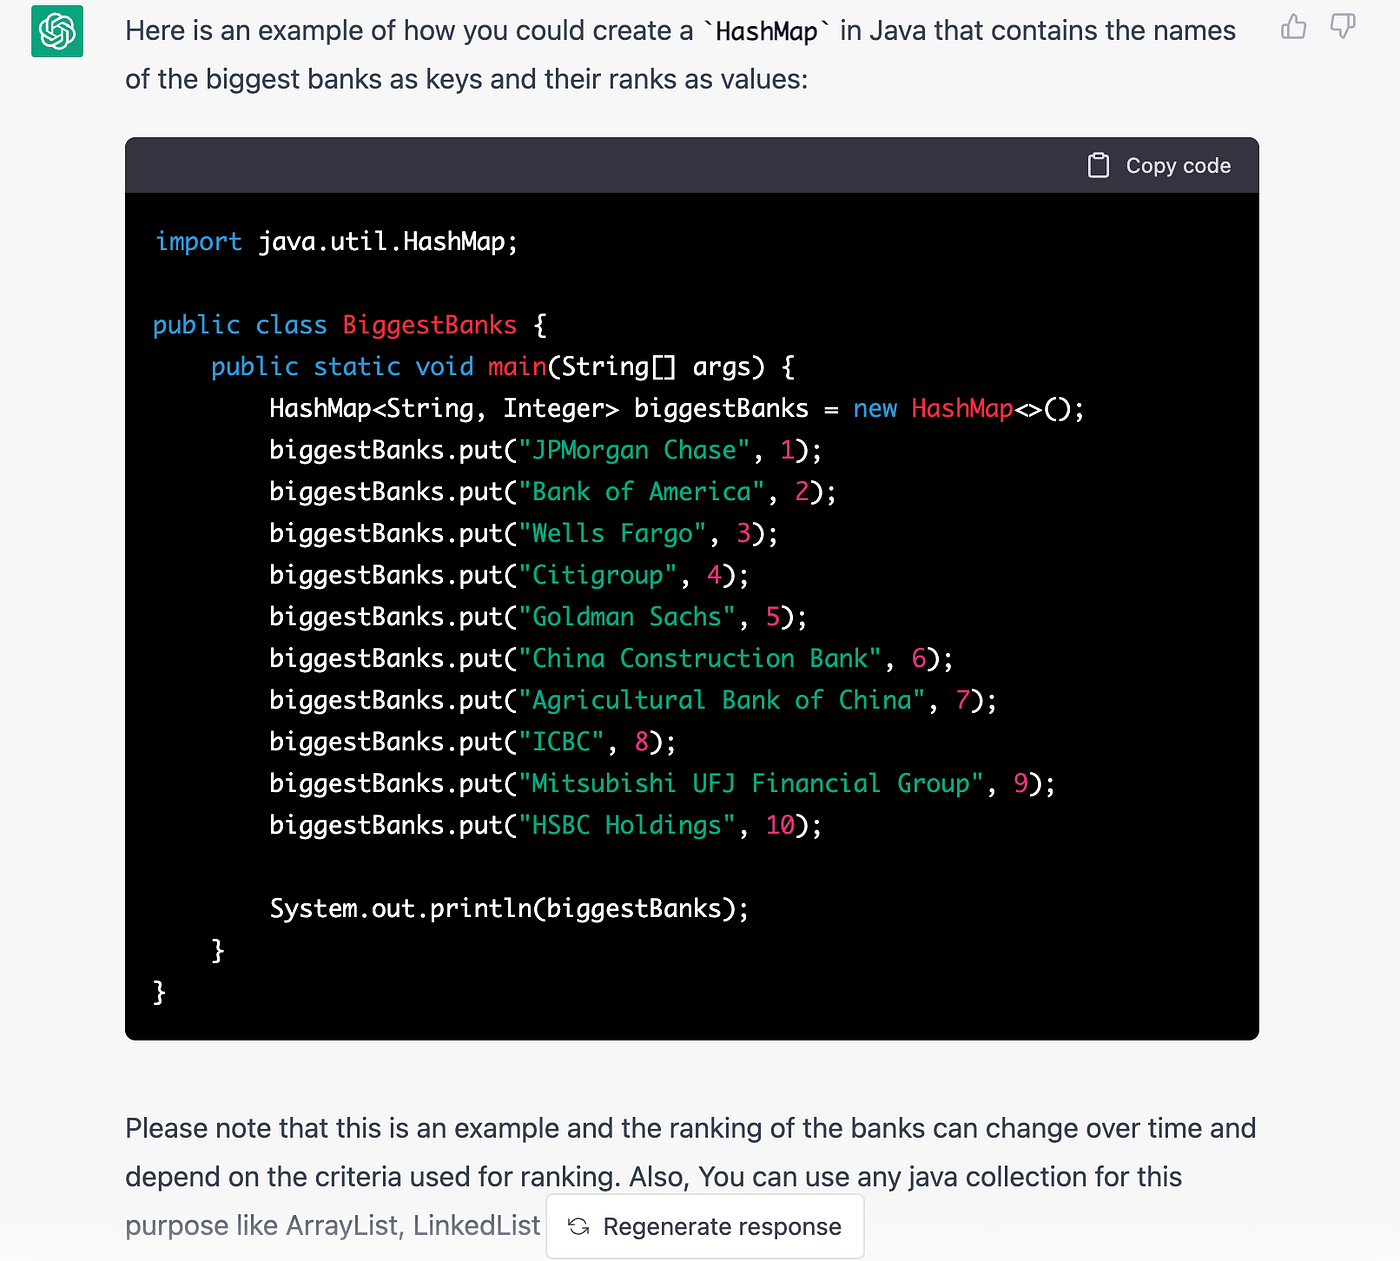 Here is an example of how you could create a `HashMap` in Java that contains the names
of the biggest banks as keys and their ranks as values:
Copy code
import java.util.HashMap;
public class BiggestBanks {
    public static void main(String[] args) {
        HashMap<String, Integer> biggestBanks = new HashMap<>();
        biggestBanks.put("JPMorgan Chase", 1);
        biggestBanks.put("Bank of America", 2);
        biggestBanks.put("Wells Fargo", 3);
        biggestBanks.put("Citigroup", 4);
        biggestBanks.put("Goldman Sachs", 5);
        biggestBanks.put("China Construction Bank", 6);
        biggestBanks.put("Agricultural Bank of China", 7);
        biggestBanks.put("ICBC", 8);
        biggestBanks.put("Mitsubishi UFJ Financial Group", 9);
        biggestBanks.put("HSBC Holdings", 10);
        System.out.println(biggestBanks);
    }
}
Please note that this is an example and the ranking of the banks can change over time and
depend on the criteria used for ranking. Also, You can use any java collection for this
purpose like ArrayList, LinkedList
Regenerate response